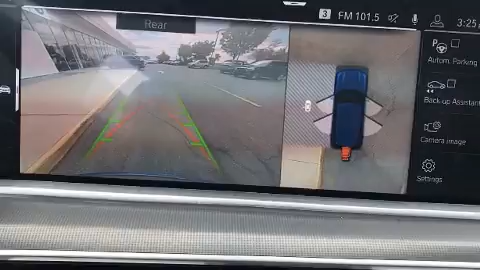 Rear
3 FM 101.5 3:25
Autom. Parking
Back-up Assistant
Camera image
Settings